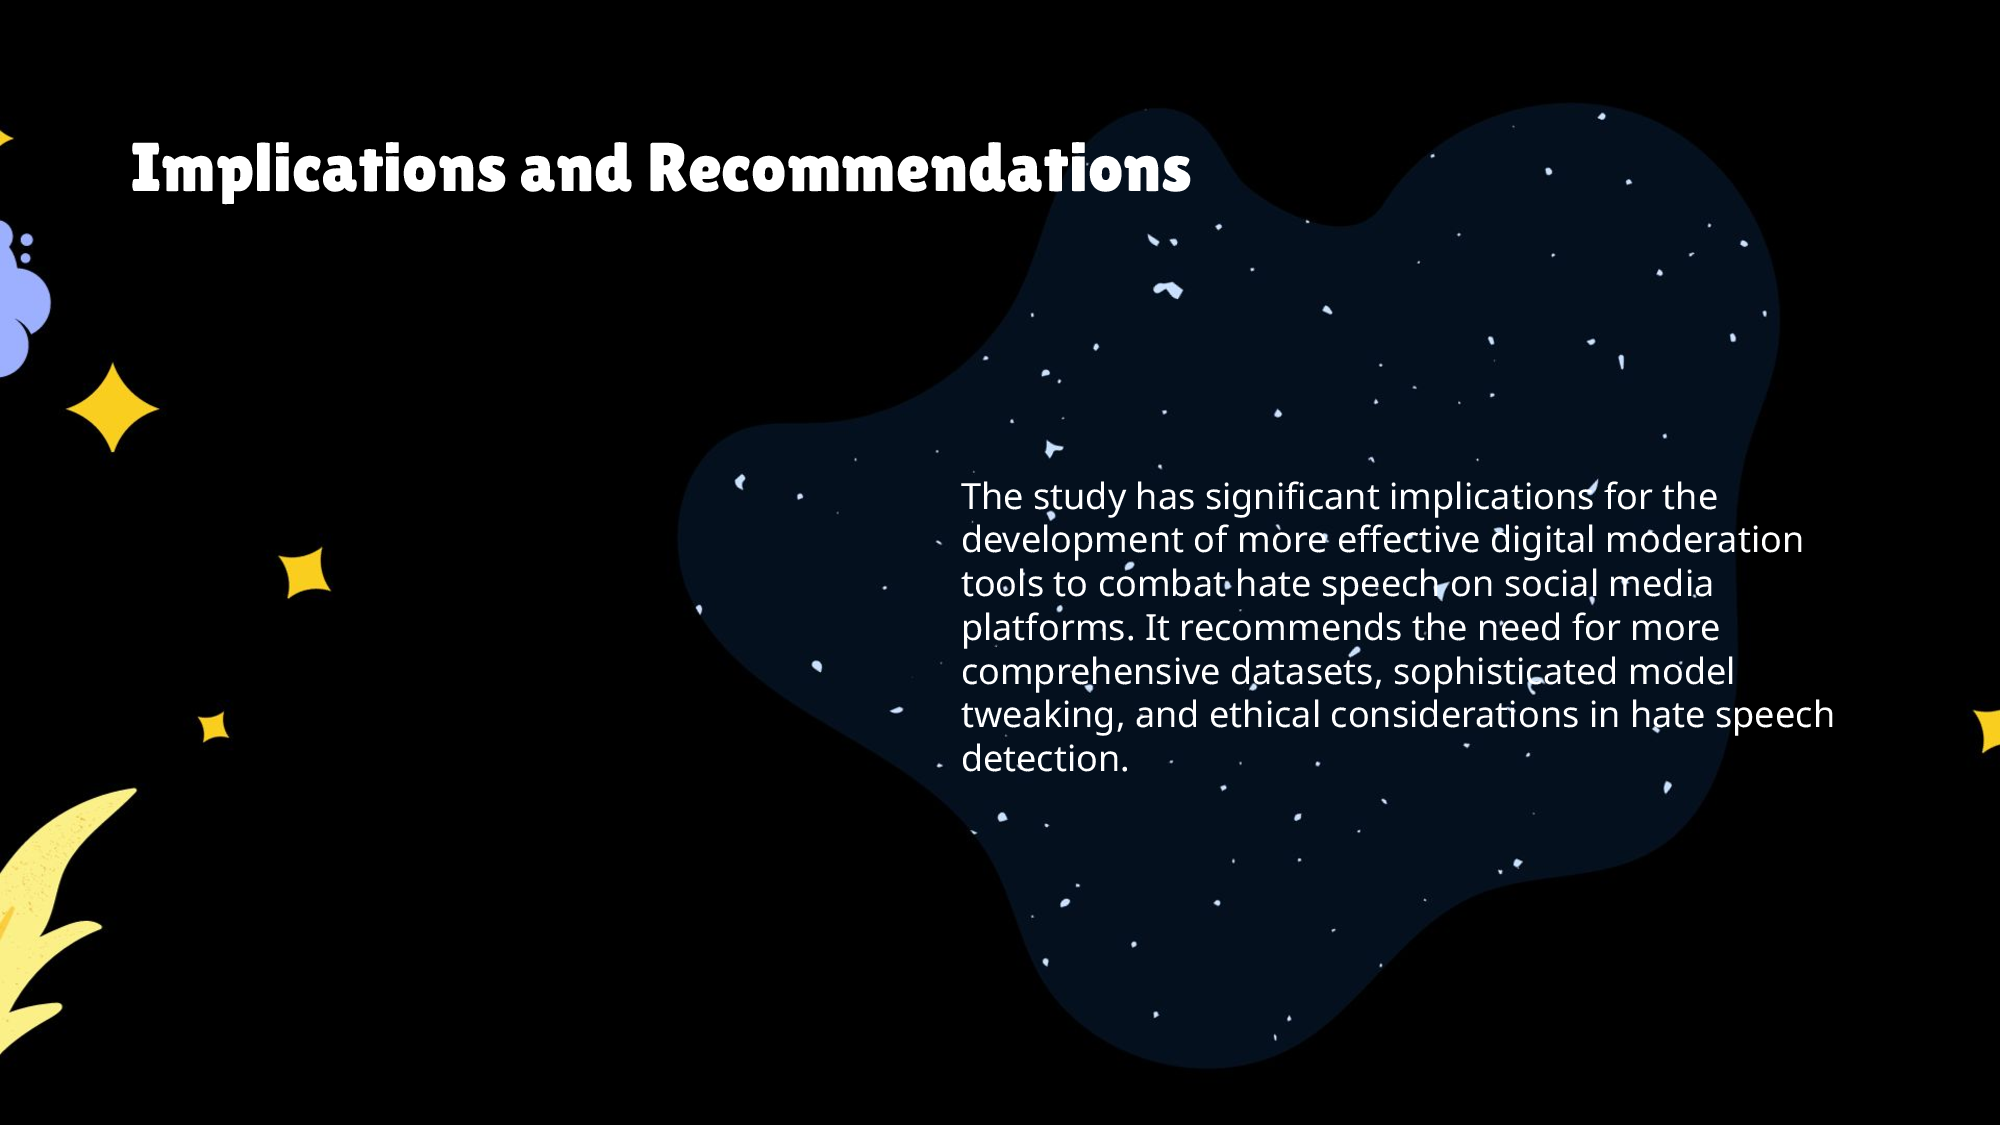 Implications and Recommendations
The study has significant implications for the
development of more effective digital moderation
tools to combat hate speech on social media
platforms. It recommends the need for more
comprehensive datasets, sophisticated model
tweaking, and ethical considerations in hate speech
detection.